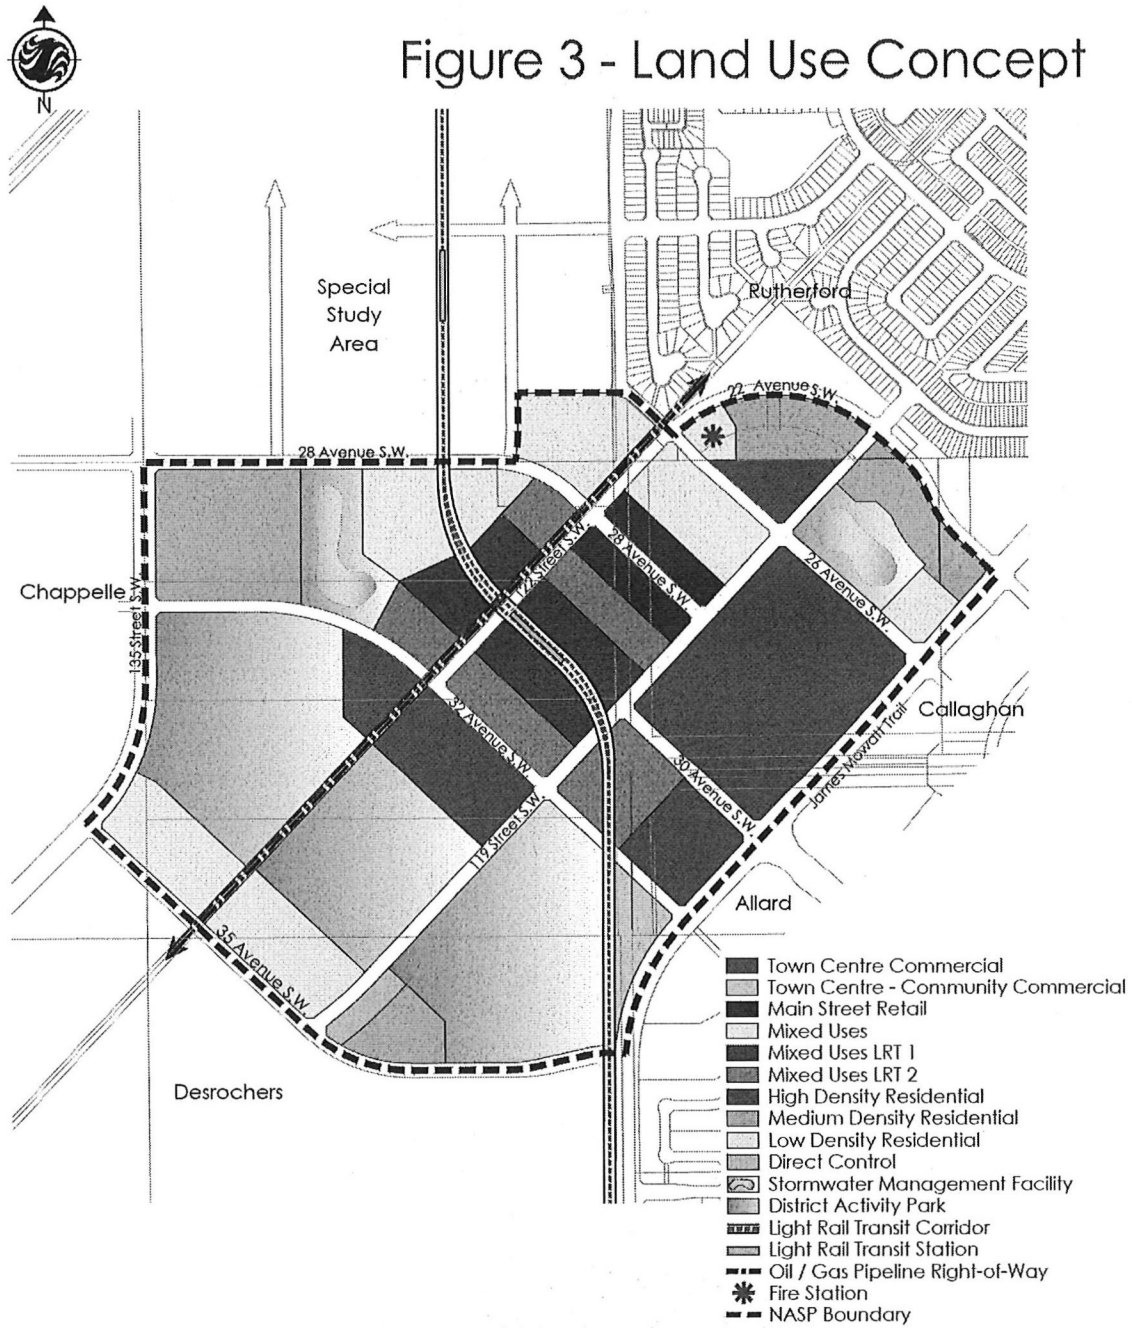 Figure 3 - Land Use Concept
N
Special
Study
Area
Rutherford
22 Avenue S.W.
28 Avenue S.W.
28 Avenue S.W.
122 Street S.W.
26 Avenue S.W.
Chappelle
135 Street S.W.
32 Avenue S.W.
Callaghan
30 Avenue S.W.
James Mowatt Trail
119 Street S.W.
Allard
35 Avenue S.W.
Desrochers
Town Centre Commercial
Town Centre - Community Commercial
Main Street Retail
Mixed Uses
Mixed Uses LRT 1
Mixed Uses LRT 2
High Density Residential
Medium Density Residential
Low Density Residential
Direct Control
Stormwater Management Facility
District Activity Park
Light Rail Transit Corridor
Light Rail Transit Station
Oil / Gas Pipeline Right-of-Way
Fire Station
NASP Boundary